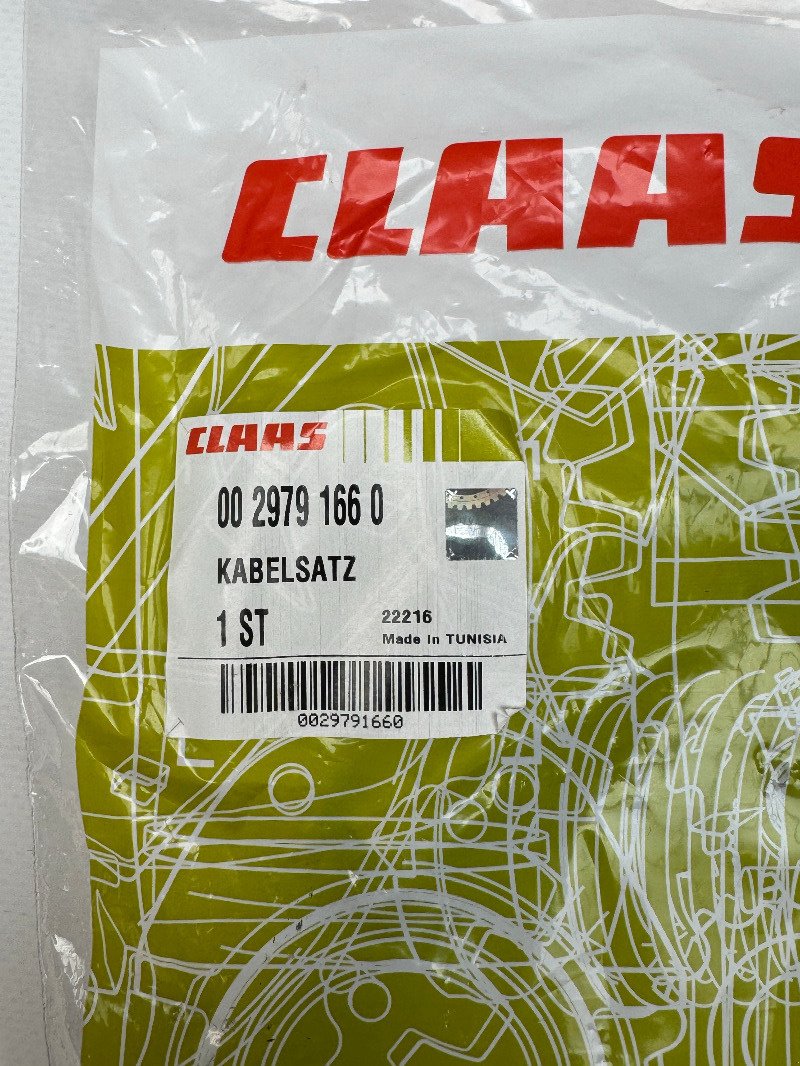 CLAAS
CLAAS
00 2979 166 0
KABELSATZ
1 ST
22216
Made in TUNISIA
0029791660